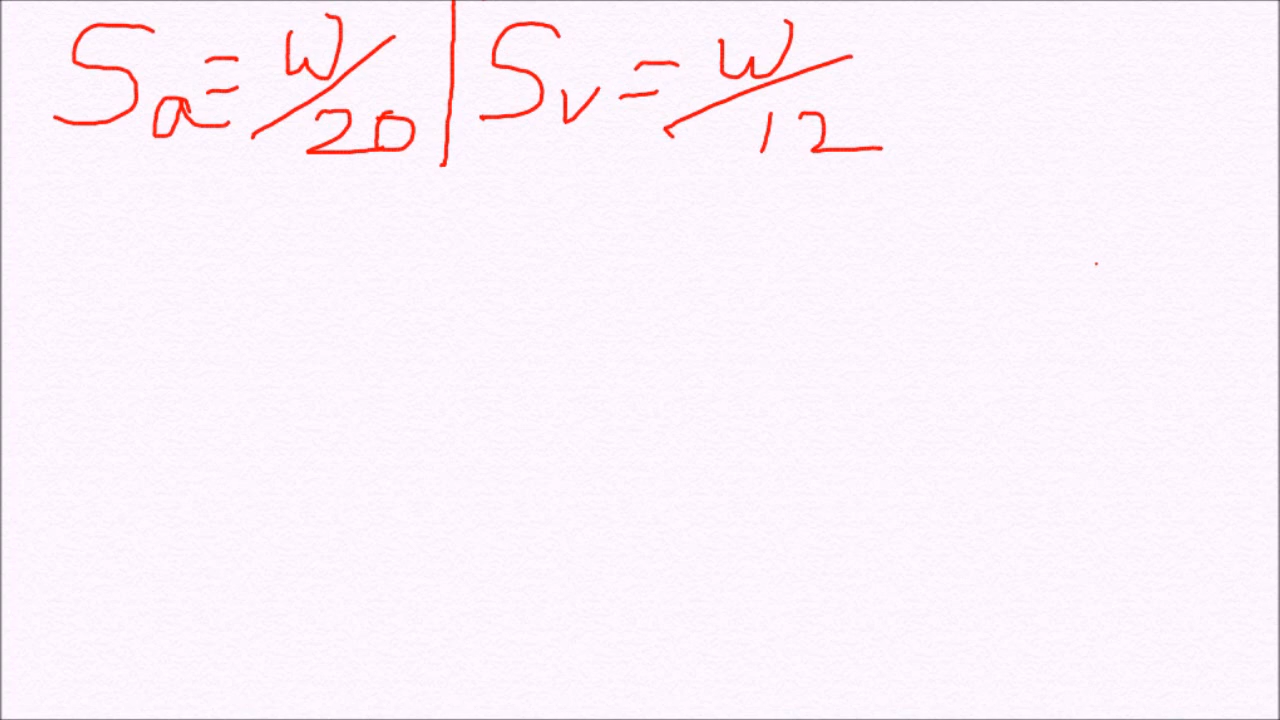 Sa = W/20 | Sv = W/12